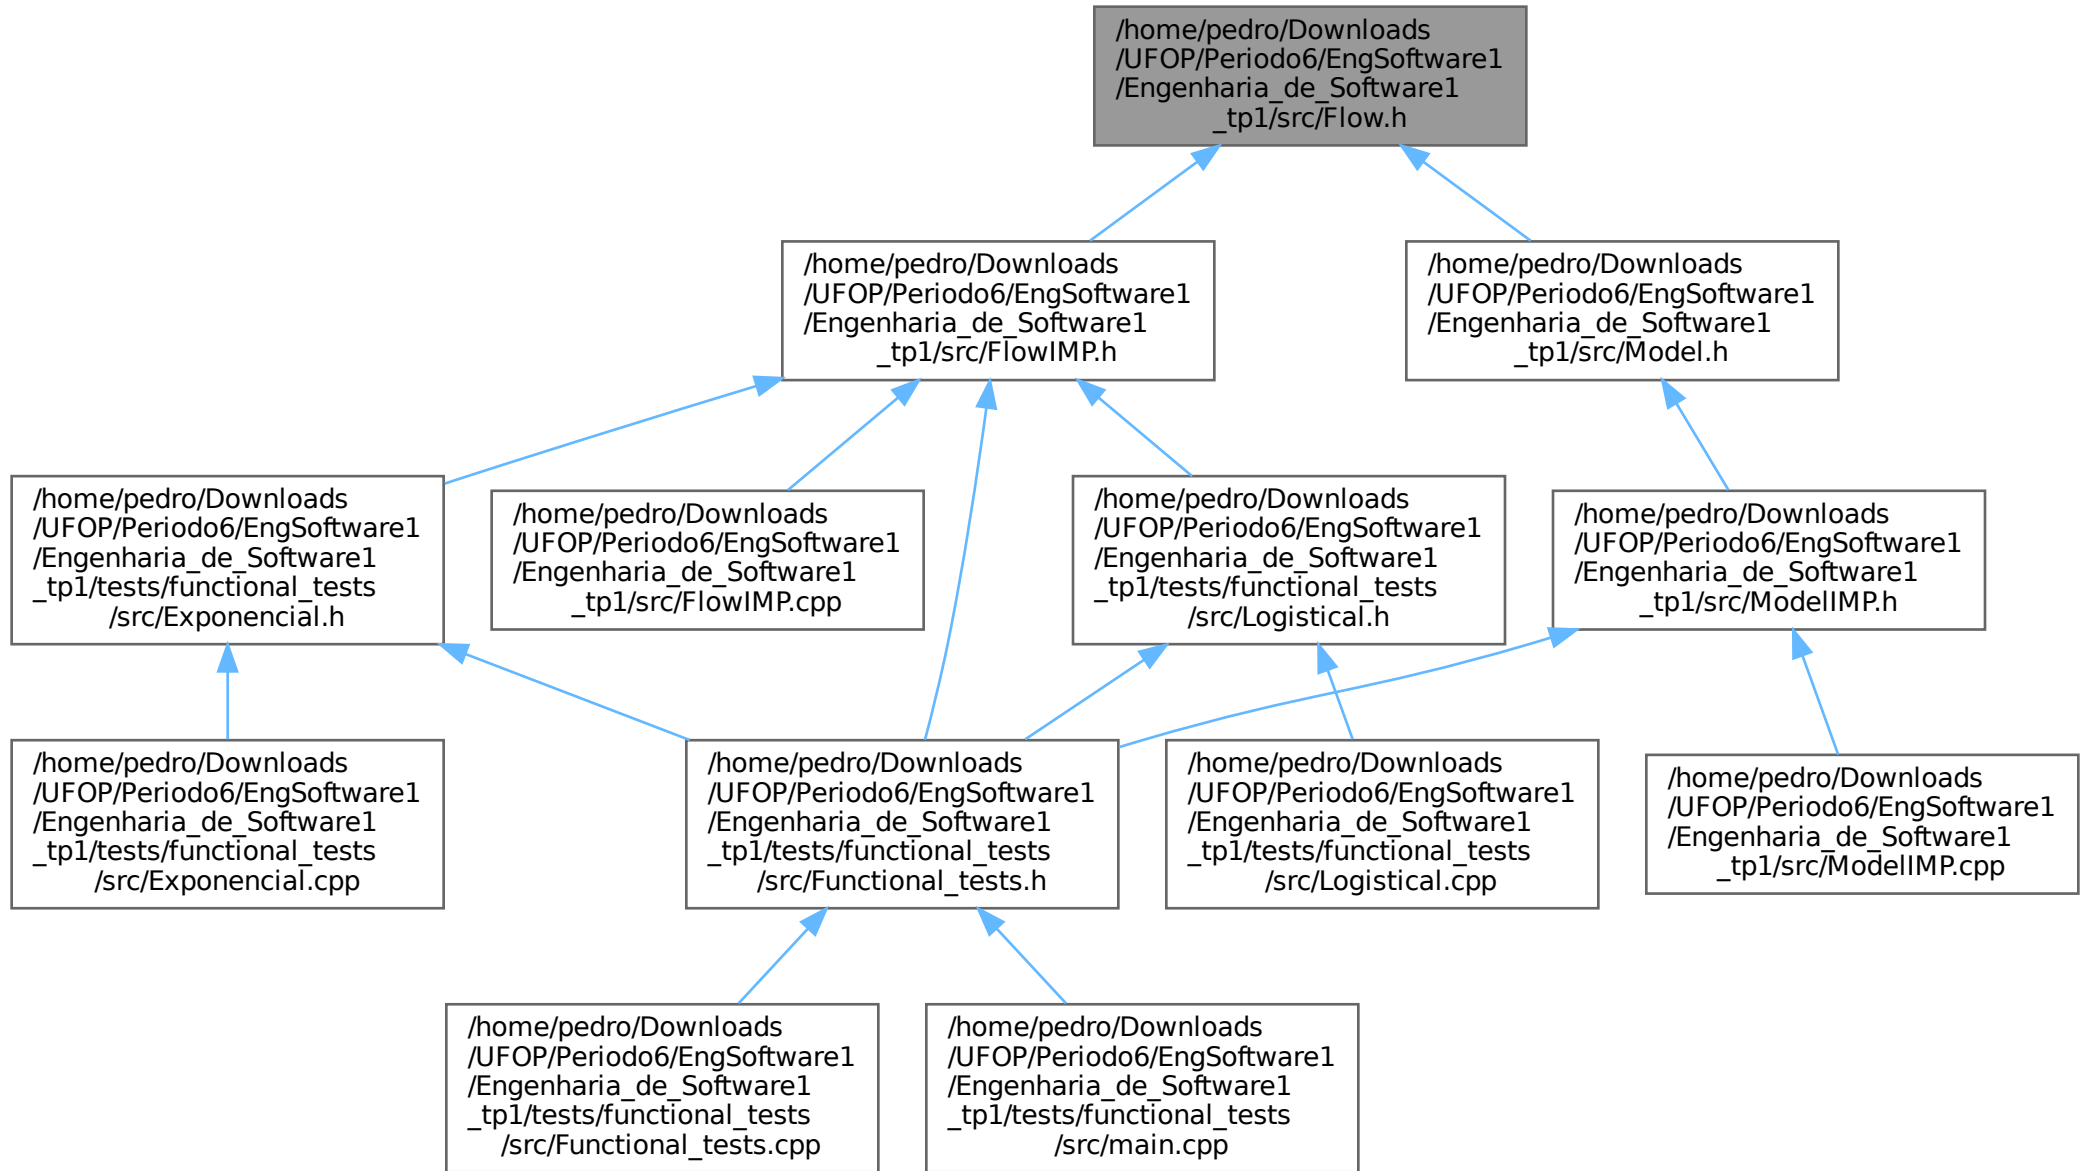 /home/pedro/Downloads
/UFOP/Periodo6/EngSoftware1
/Engenharia_de_Software1
_tp1/src/Flow.h
/home/pedro/Downloads
/UFOP/Periodo6/EngSoftware1
/Engenharia_de_Software1
_tp1/src/FlowIMP.h
/home/pedro/Downloads
/UFOP/Periodo6/EngSoftware1
/Engenharia_de_Software1
_tp1/src/Model.h
/home/pedro/Downloads
/UFOP/Periodo6/EngSoftware1
/Engenharia_de_Software1
_tp1/tests/functional_tests
/src/Exponencial.h
/home/pedro/Downloads
/UFOP/Periodo6/EngSoftware1
/Engenharia_de_Software1
_tp1/src/FlowIMP.cpp
/home/pedro/Downloads
/UFOP/Periodo6/EngSoftware1
/Engenharia_de_Software1
_tp1/tests/functional_tests
/src/Logistical.h
/home/pedro/Downloads
/UFOP/Periodo6/EngSoftware1
/Engenharia_de_Software1
_tp1/src/ModelIMP.h
/home/pedro/Downloads
/UFOP/Periodo6/EngSoftware1
/Engenharia_de_Software1
_tp1/tests/functional_tests
/src/Exponencial.cpp
/home/pedro/Downloads
/UFOP/Periodo6/EngSoftware1
/Engenharia_de_Software1
_tp1/tests/functional_tests
/src/Functional_tests.h
/home/pedro/Downloads
/UFOP/Periodo6/EngSoftware1
/Engenharia_de_Software1
_tp1/tests/functional_tests
/src/Logistical.cpp
/home/pedro/Downloads
/UFOP/Periodo6/EngSoftware1
/Engenharia_de_Software1
_tp1/src/ModelIMP.cpp
/home/pedro/Downloads
/UFOP/Periodo6/EngSoftware1
/Engenharia_de_Software1
_tp1/tests/functional_tests
/src/Functional_tests.cpp
/home/pedro/Downloads
/UFOP/Periodo6/EngSoftware1
/Engenharia_de_Software1
_tp1/tests/functional_tests
/src/main.cpp